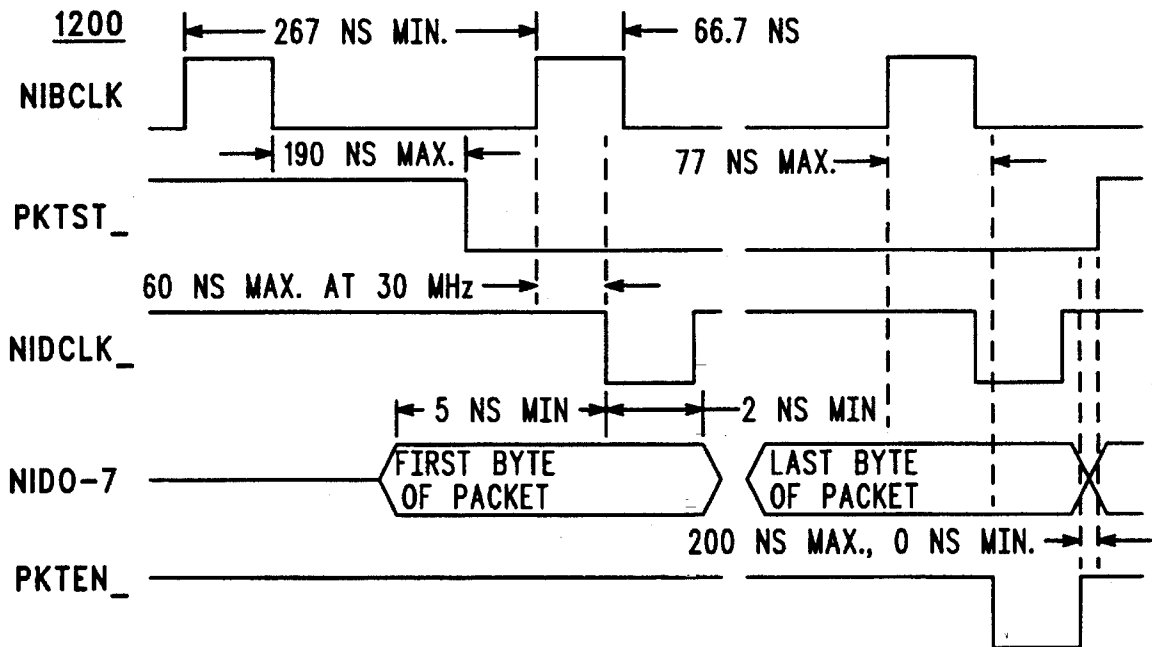 1200
267 NS MIN.
66.7 NS
NIBCLK
190 NS MAX.
77 NS MAX.
PKTST_
60 NS MAX. AT 30 MHz
NIDCLK_
5 NS MIN
2 NS MIN
NIDO-7
FIRST BYTE
OF PACKET
LAST BYTE
OF PACKET
200 NS MAX., 0 NS MIN.
PKTEN_